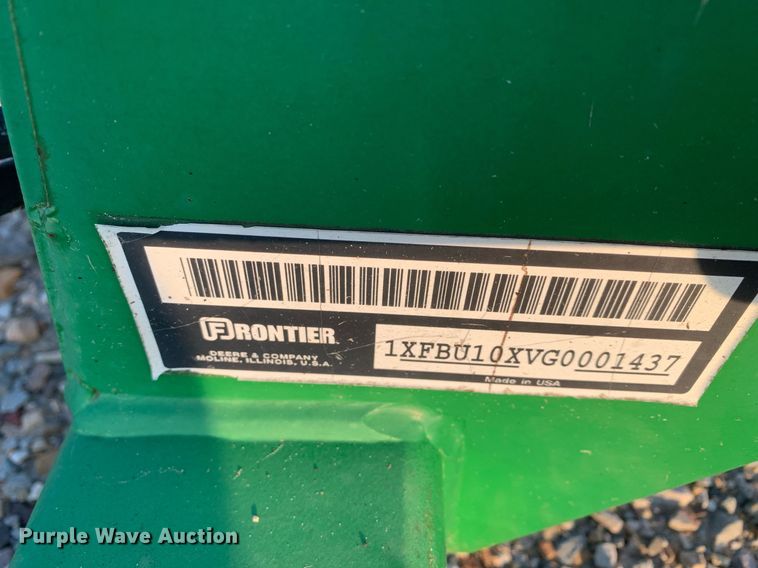 FRONTIER
DEERE & COMPANY
MOLINE, ILLINOIS, U.S.A.
1XFBU10XVG0001437
Made in USA
Purple Wave Auction